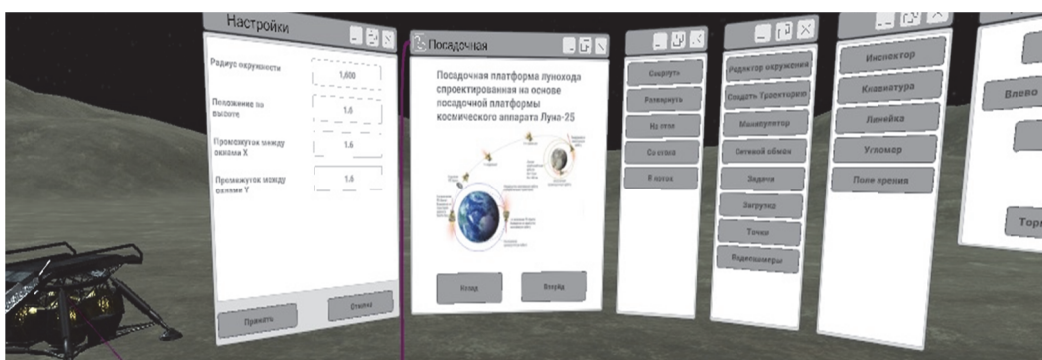 Настройки
Радиус окружности
1,600
Положение по
высоте
1.6
Промежуток между
окнами X
1.6
Промежуток между
окнами Y
1.6
Принять
Отмена
Посадочная
Посадочная платформа лунохода
спроектированная на основе
посадочной платформы
космического аппарата Луна-25
Назад
Вперёд
Свернуть
Развернуть
На стол
Со стола
В поток
Редактор окружения
Создать Траекторию
Манипулятор
Сетевой обмен
Задачи
Загрузка
Точки
Видеокамеры
Инспектор
Клавиатура
Линейка
Угломер
Поле зрения
Влево